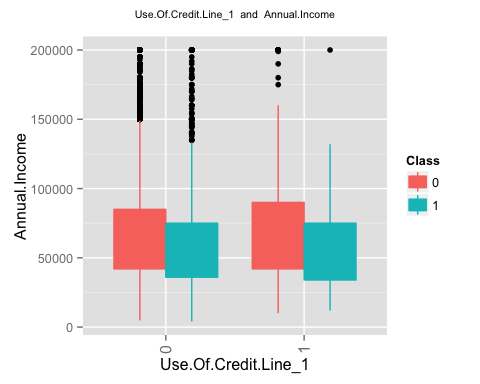 Use.Of.Credit.Line_1 and Annual.Income
200000
150000
100000
50000
0
Annual.Income
0
1
Use.Of.Credit.Line_1
Class
0
1